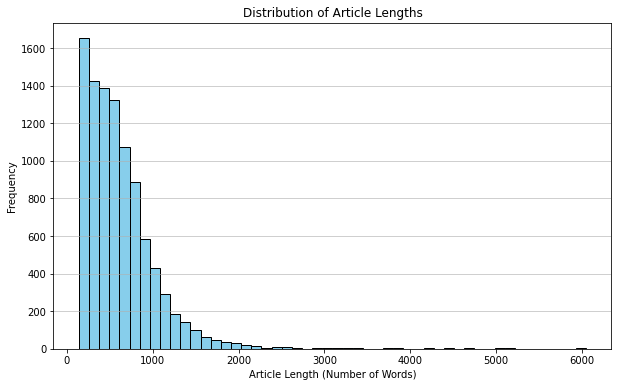 Distribution of Article Lengths
1600
1400
1200
1000
800
600
400
200
0
Frequency
0 1000 2000 3000 4000 5000 6000
Article Length (Number of Words)